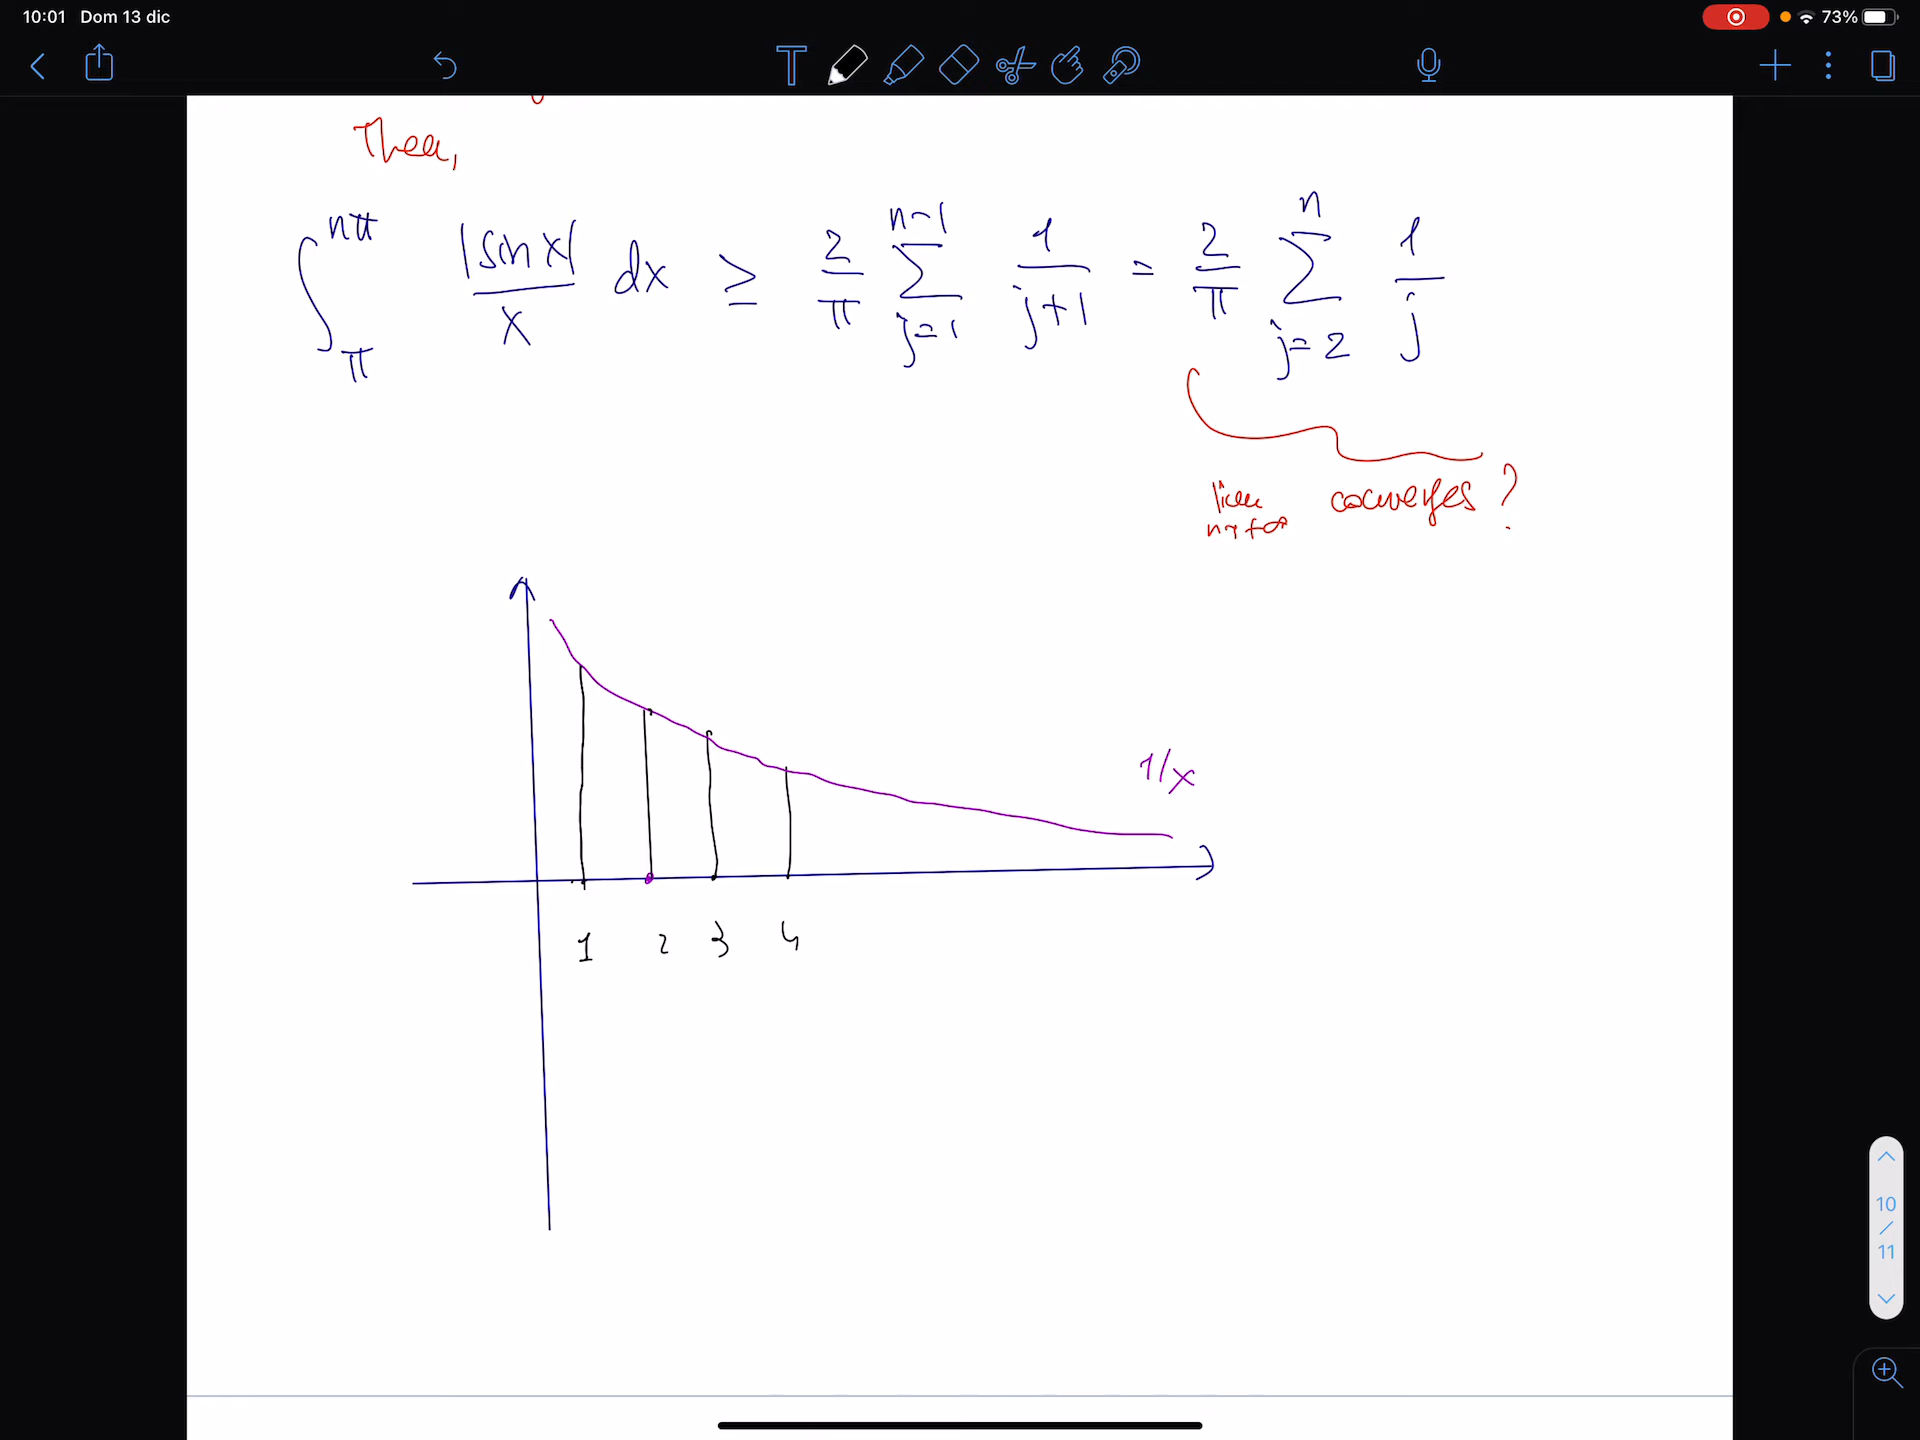 10:01 Dom 13 dic 73%
Then,
∫_π^{nπ} |sin x|/x dx ≥ 2/π ∑_{j=1}^{n-1} 1/(j+1) = 2/π ∑_{j=2}^{n} 1/j
lim n→+∞ converges ?
1/x
1 2 3 4
10
/
11